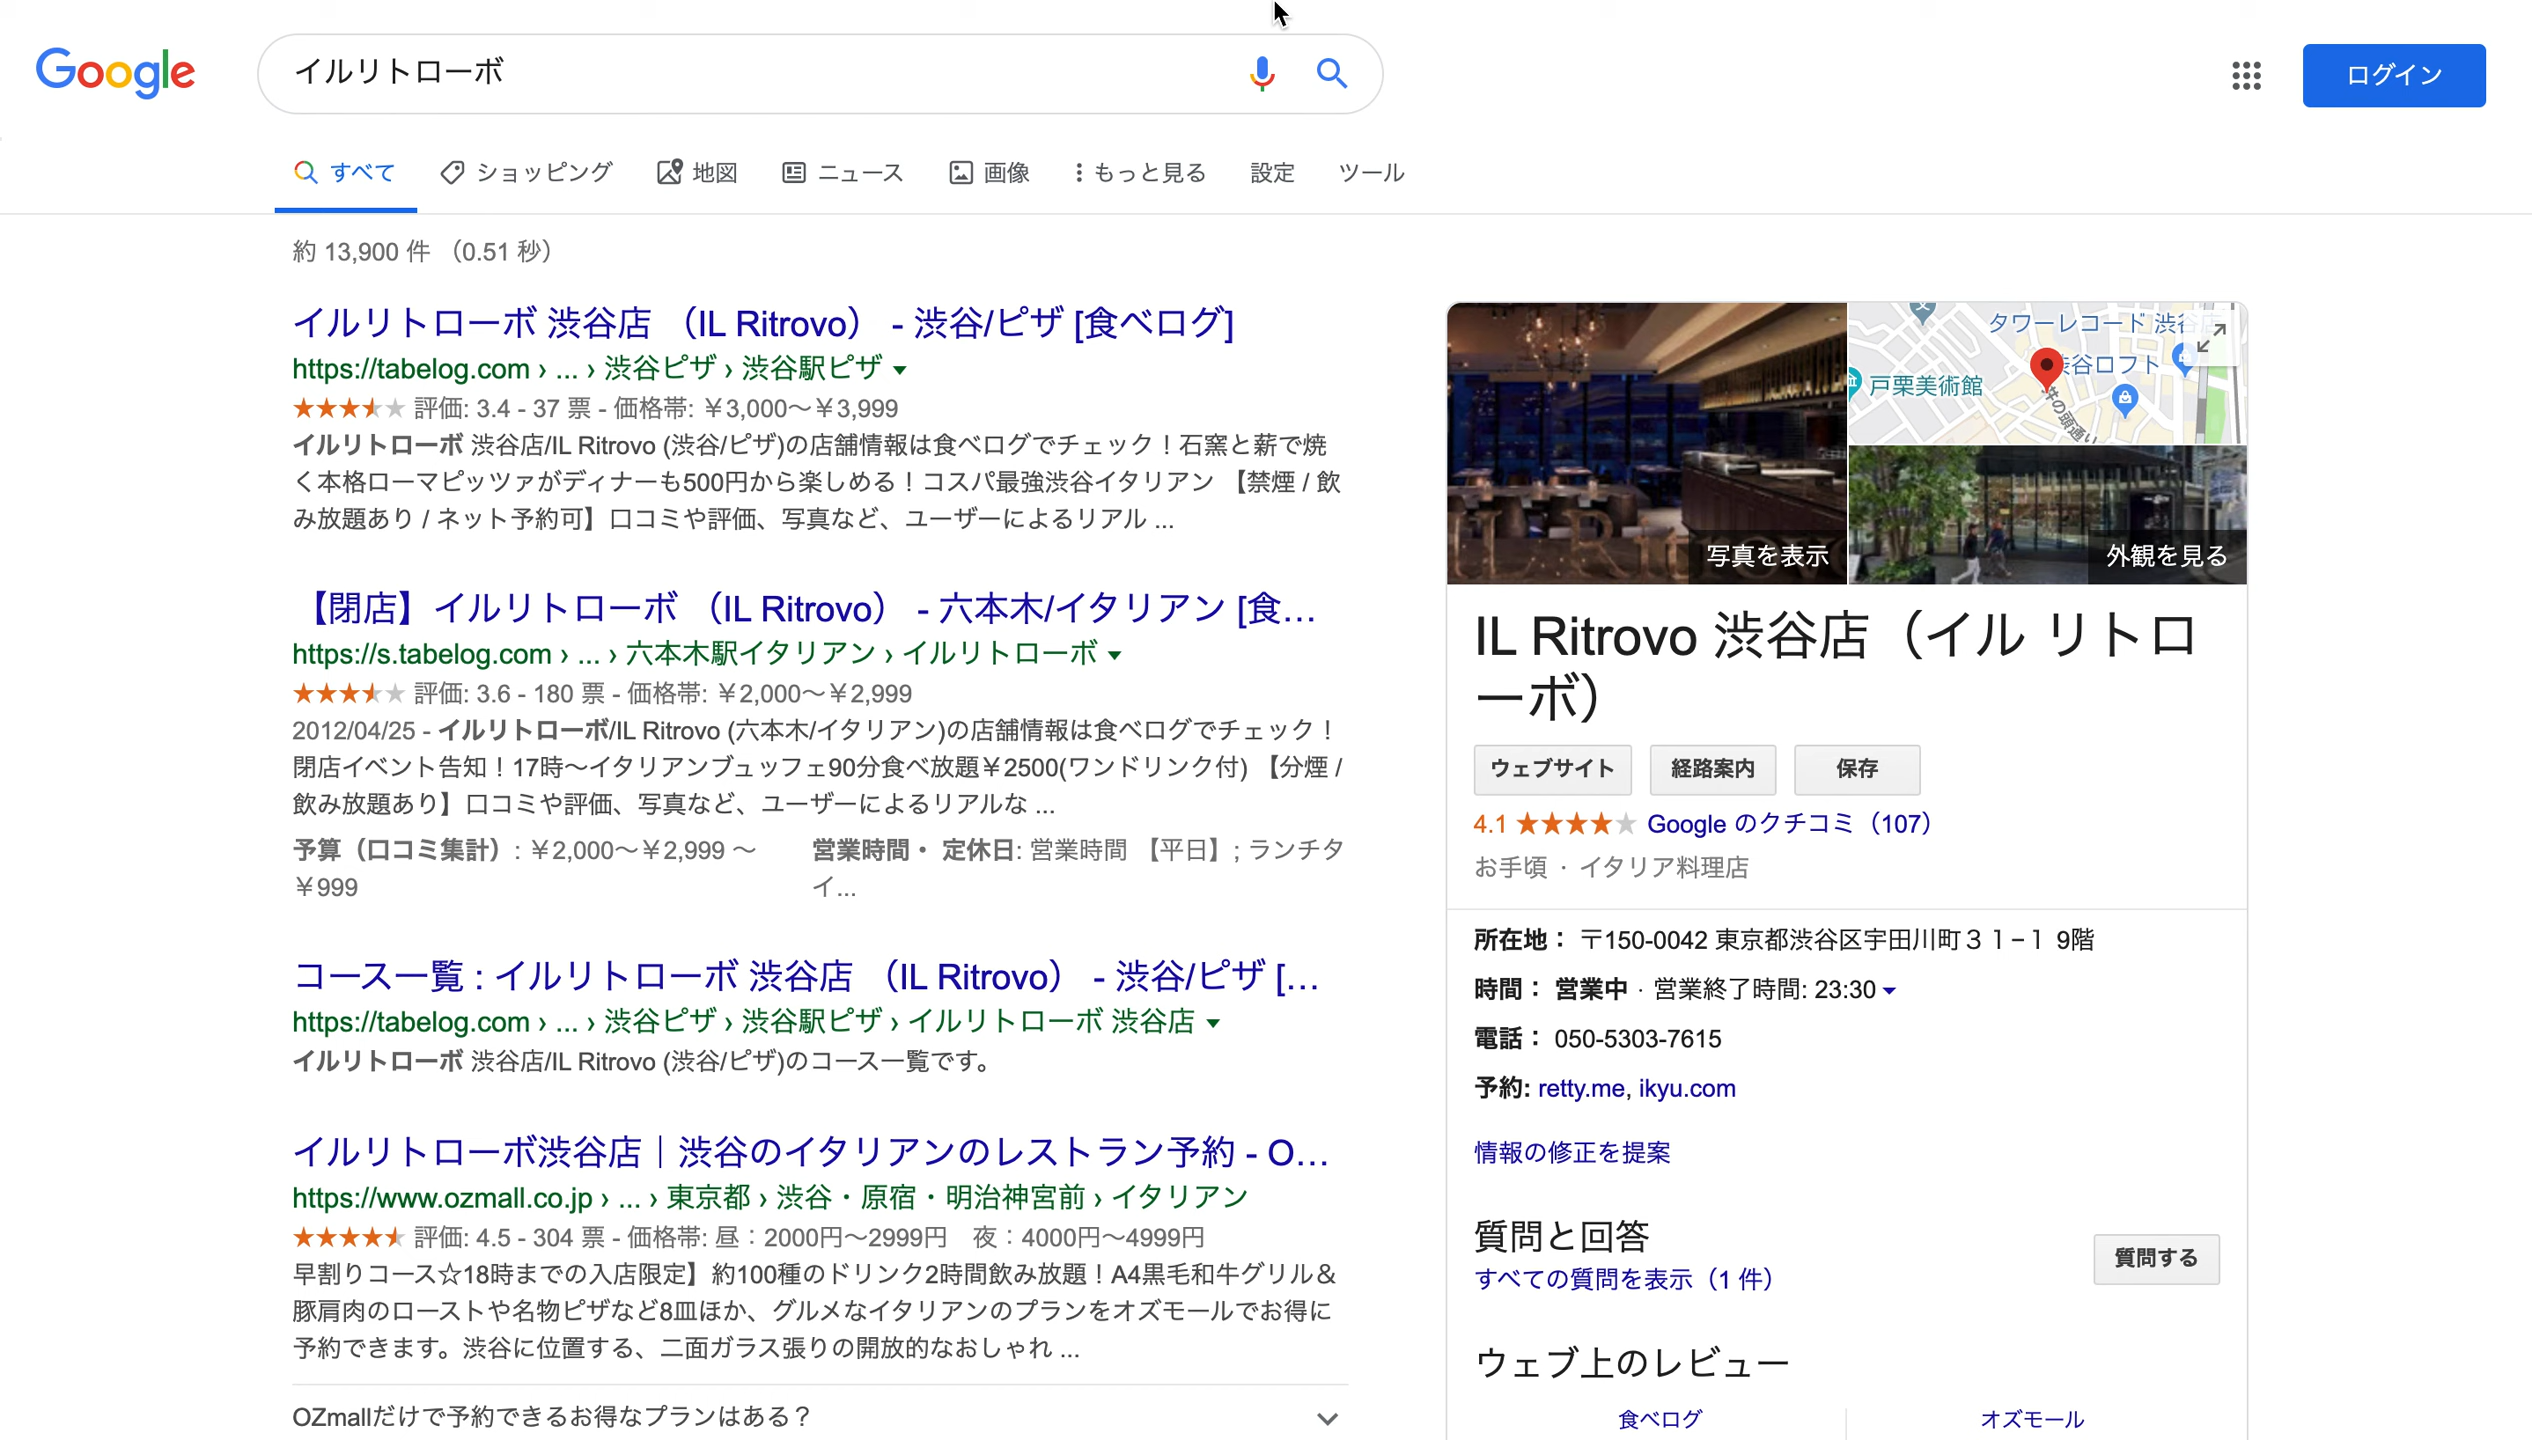 Google
イルリトローボ
ログイン
すべて
ショッピング
地図
ニュース
画像
もっと見る
設定
ツール
約 13,900 件 （0.51 秒）
イルリトローボ 渋谷店 （IL Ritrovo） - 渋谷/ピザ [食べログ]
https://tabelog.com › ... › 渋谷ピザ › 渋谷駅ピザ
評価: 3.4 - 37 票 - 価格帯: ￥3,000～￥3,999
イルリトローボ 渋谷店/IL Ritrovo (渋谷/ピザ)の店舗情報は食べログでチェック！石窯と薪で焼
く本格ローマピッツァがディナーも500円から楽しめる！コスパ最強渋谷イタリアン 【禁煙 / 飲
み放題あり / ネット予約可】口コミや評価、写真など、ユーザーによるリアル ...
【閉店】イルリトローボ （IL Ritrovo） - 六本木/イタリアン [食...
https://s.tabelog.com › ... › 六本木駅イタリアン › イルリトローボ
評価: 3.6 - 180 票 - 価格帯: ￥2,000～￥2,999
2012/04/25 - イルリトローボ/IL Ritrovo (六本木/イタリアン)の店舗情報は食べログでチェック！
閉店イベント告知！17時～イタリアンブュッフェ90分食べ放題￥2500(ワンドリンク付) 【分煙 /
飲み放題あり】口コミや評価、写真など、ユーザーによるリアルな ...
予算（口コミ集計）: ￥2,000～￥2,999 ～
￥999
営業時間・ 定休日: 営業時間 【平日】; ランチタ
イ...
コース一覧 : イルリトローボ 渋谷店 （IL Ritrovo） - 渋谷/ピザ [...
https://tabelog.com › ... › 渋谷ピザ › 渋谷駅ピザ › イルリトローボ 渋谷店
イルリトローボ 渋谷店/IL Ritrovo (渋谷/ピザ)のコース一覧です。
イルリトローボ渋谷店｜渋谷のイタリアンのレストラン予約 - O...
https://www.ozmall.co.jp › ... › 東京都 › 渋谷・原宿・明治神宮前 › イタリアン
評価: 4.5 - 304 票 - 価格帯: 昼：2000円～2999円　夜：4000円～4999円
早割りコース☆18時までの入店限定】約100種のドリンク2時間飲み放題！A4黒毛和牛グリル＆
豚肩肉のローストや名物ピザなど8皿ほか、グルメなイタリアンのプランをオズモールでお得に
予約できます。渋谷に位置する、二面ガラス張りの開放的なおしゃれ ...
OZmallだけで予約できるお得なプランはある？
タワーレコード 渋谷店
渋谷ロフト
戸栗美術館
井の頭通り
写真を表示
外観を見る
IL Ritrovo 渋谷店（イル リトロ
ーボ）
ウェブサイト
経路案内
保存
4.1 Google のクチコミ（107）
お手頃 · イタリア料理店
所在地： 〒150-0042 東京都渋谷区宇田川町３１−１ 9階
時間： 営業中 · 営業終了時間: 23:30
電話： 050-5303-7615
予約: retty.me, ikyu.com
情報の修正を提案
質問と回答
すべての質問を表示（1 件）
質問する
ウェブ上のレビュー
食べログ
オズモール